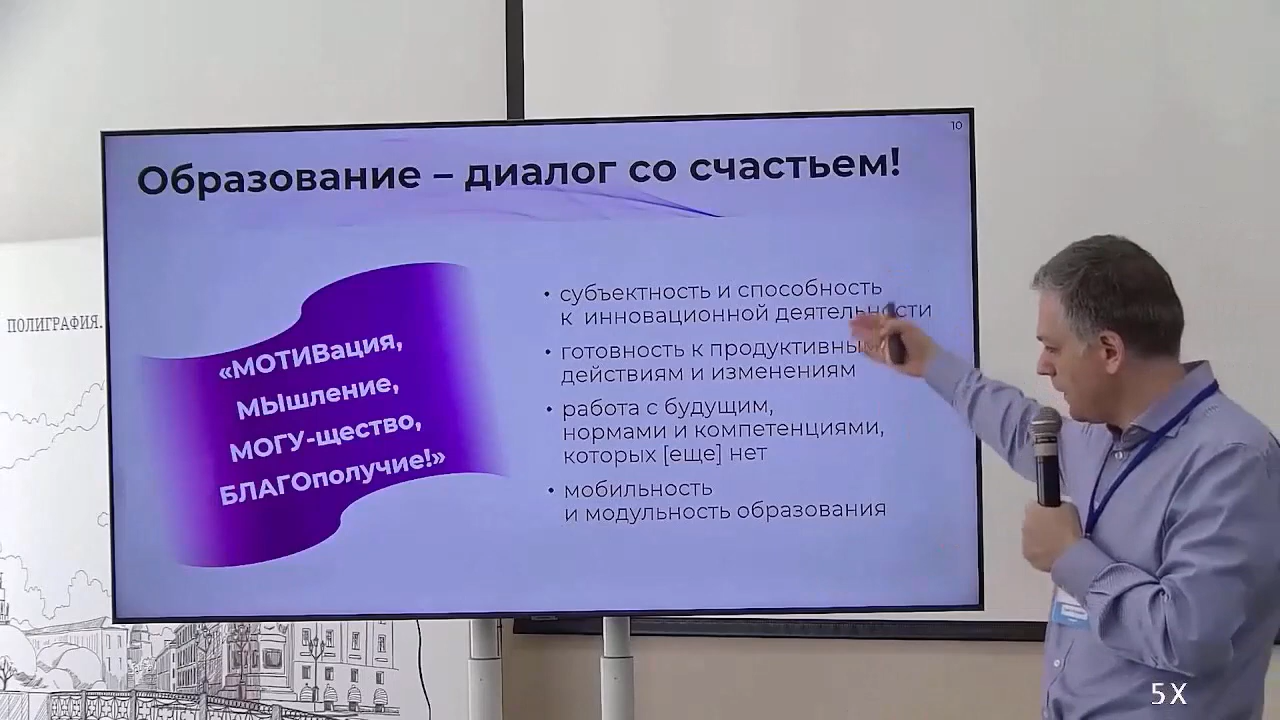 10
Образование – диалог со счастьем!
ПОЛИГРАФИЯ.
«МОТИВация,
МЫшление,
МОГУ-щество,
БЛАГОполучие!»
• субъектность и способность
к инновационной деятельности
• готовность к продуктивным
действиям и изменениям
• работа с будущим,
нормами и компетенциями,
которых [еще] нет
• мобильность
и модульность образования
5X